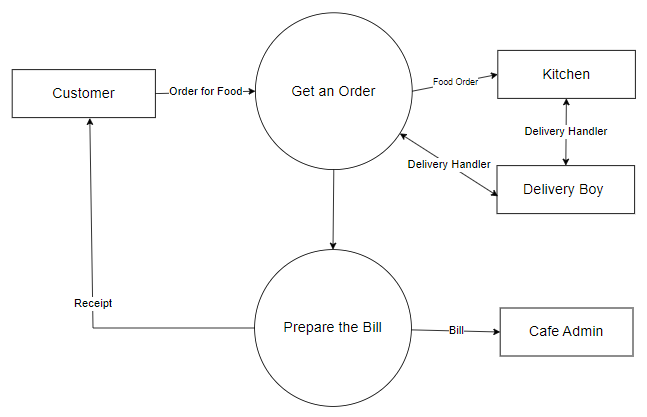 Customer
Order for Food
Get an Order
Food Order
Kitchen
Delivery Handler
Delivery Handler
Delivery Boy
Receipt
Prepare the Bill
Bill
Cafe Admin